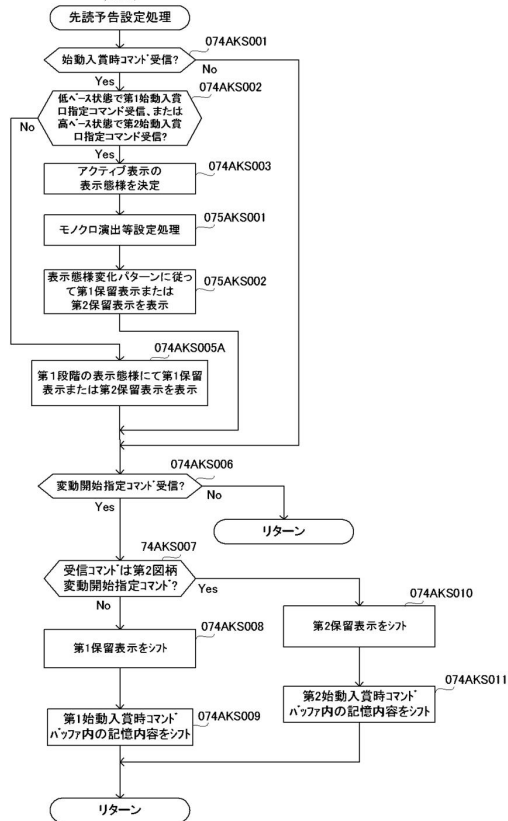 先読予告設定処理
074AKS001
始動入賞時コマンド受信?
No
Yes
074AKS002
低ベース状態で第1始動入賞
口指定コマンド受信、または
高ベース状態で第2始動入賞
口指定コマンド受信?
No
Yes
074AKS003
アクティブ表示の
表示態様を決定
075AKS001
モノクロ演出等設定処理
075AKS002
表示態様変化パターンに従っ
て第1保留表示または
第2保留表示を表示
074AKS005A
第1段階の表示態様にて第1保留
表示または第2保留表示を表示
074AKS006
変動開始指定コマンド受信?
No
Yes
リターン
74AKS007
受信コマンドは第2図柄
変動開始指定コマンド?
Yes
No
074AKS008
第1保留表示をシフト
074AKS010
第2保留表示をシフト
074AKS009
第1始動入賞時コマンド
バッファ内の記憶内容をシフト
074AKS011
第2始動入賞時コマンド
バッファ内の記憶内容をシフト
リターン